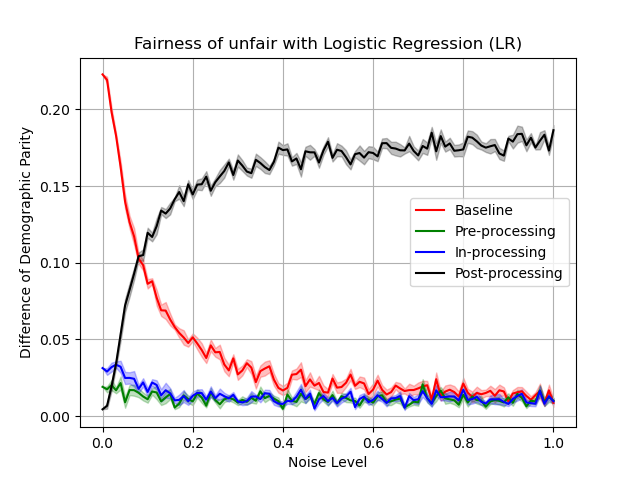 Fairness of unfair with Logistic Regression (LR)
Difference of Demographic Parity
0.20
0.15
0.10
0.05
0.00
Baseline
Pre-processing
In-processing
Post-processing
0.0 0.2 0.4 0.6 0.8 1.0
Noise Level